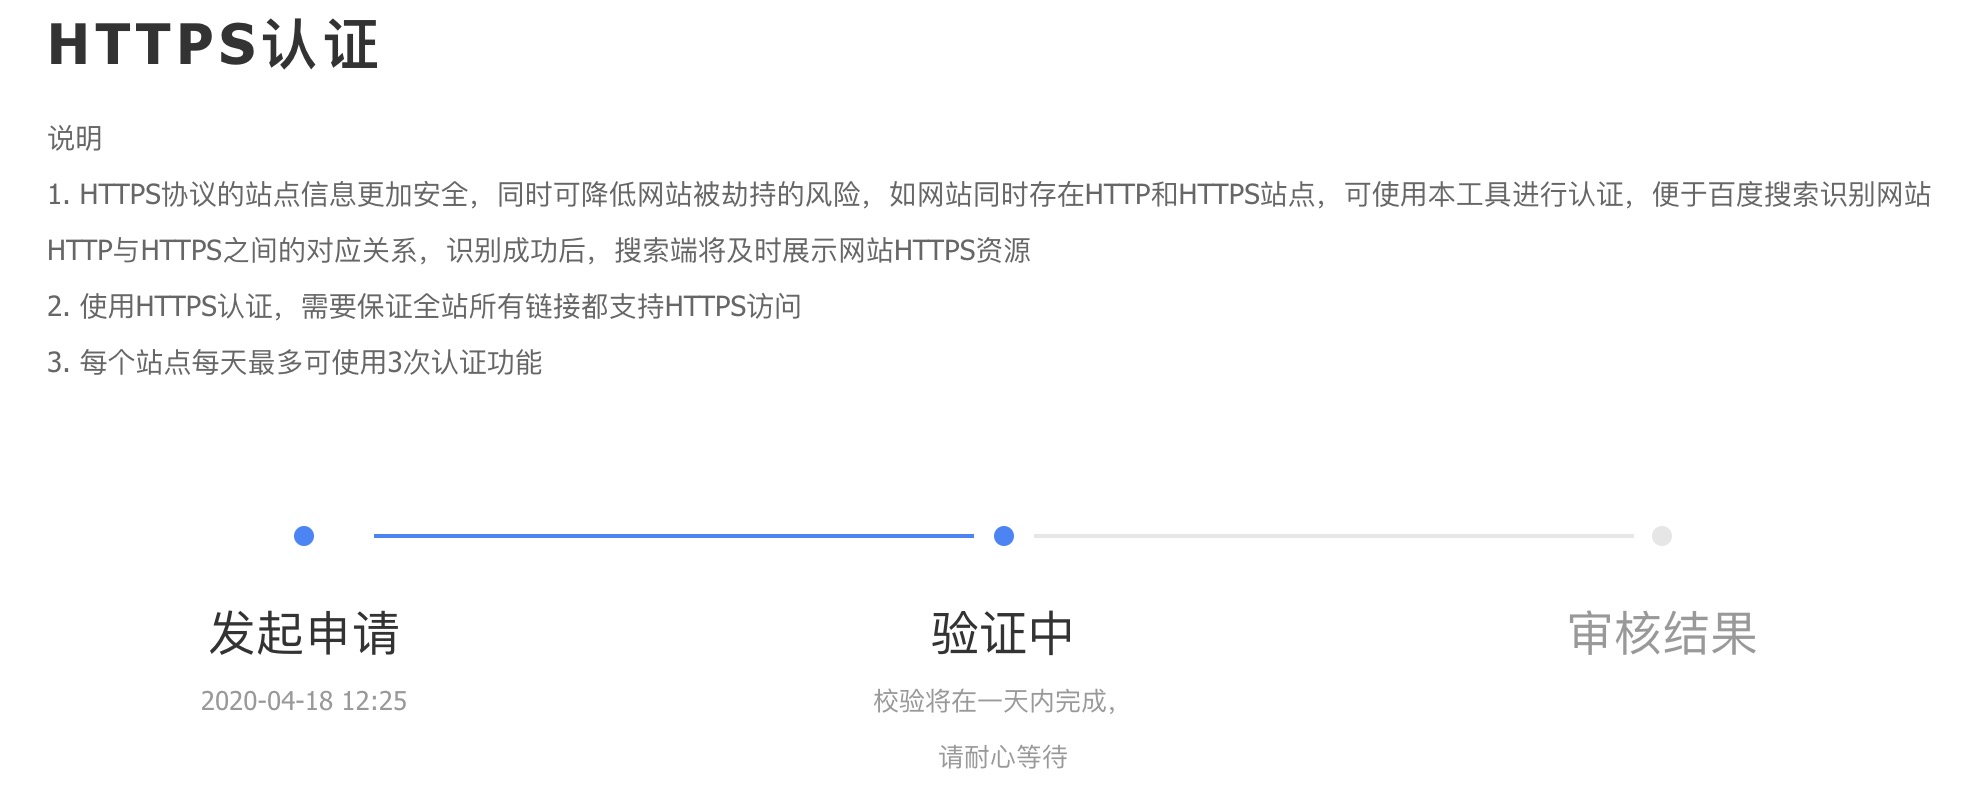 HTTPS认证
说明
1. HTTPS协议的站点信息更加安全，同时可降低网站被劫持的风险，如网站同时存在HTTP和HTTPS站点，可使用本工具进行认证，便于百度搜索识别网站
HTTP与HTTPS之间的对应关系，识别成功后，搜索端将及时展示网站HTTPS资源
2. 使用HTTPS认证，需要保证全站所有链接都支持HTTPS访问
3. 每个站点每天最多可使用3次认证功能
发起申请
验证中
审核结果
2020-04-18 12:25
校验将在一天内完成，
请耐心等待